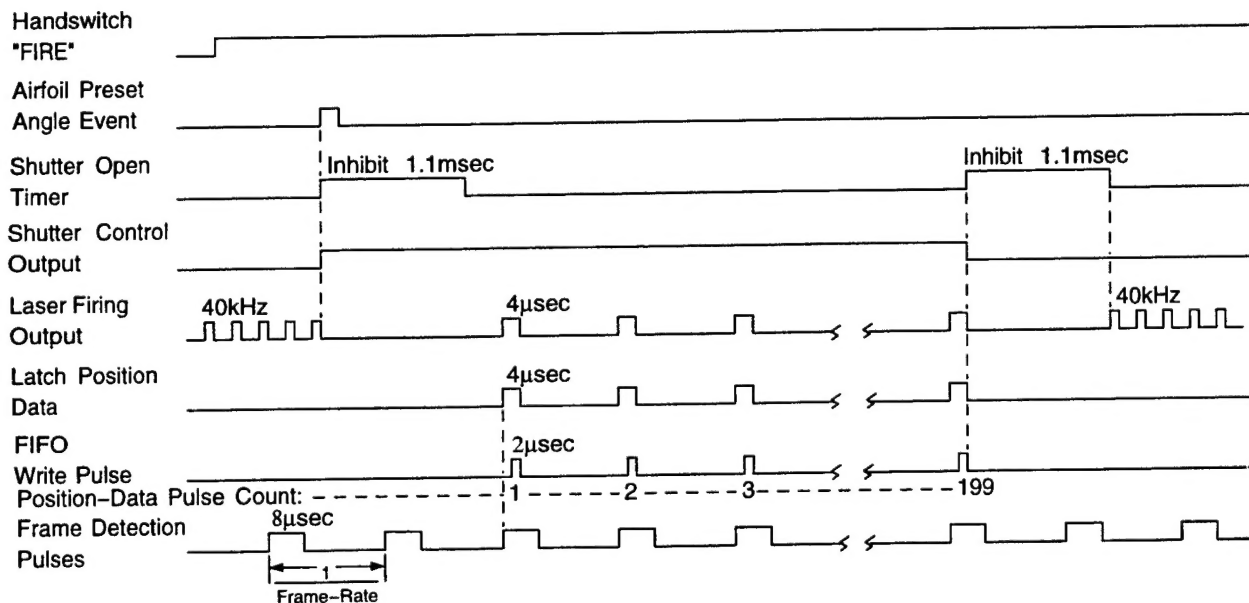 Handswitch
"FIRE"
Airfoil Preset
Angle Event
Shutter Open
Timer
Inhibit 1.1msec
Inhibit 1.1msec
Shutter Control
Output
Laser Firing
Output
40kHz
4μsec
40kHz
Latch Position
Data
4μsec
FIFO
Write Pulse
2μsec
Position-Data Pulse Count:
1
2
3
199
Frame Detection
Pulses
8μsec
1
Frame-Rate